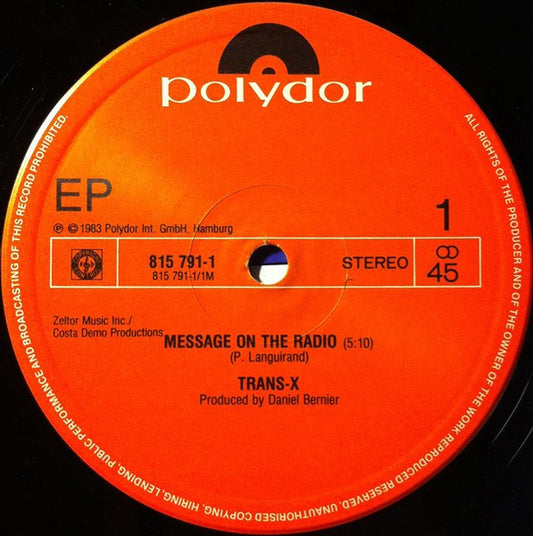 polydor
EP
1
℗ © 1983 Polydor Int. GmbH, Hamburg
815 791-1
815 791-1/1M
STEREO
45
Zeltor Music Inc./
Costa Demo Productions
MESSAGE ON THE RADIO (5:10)
(P. Languirand)
TRANS-X
Produced by Daniel Bernier
ALL RIGHTS OF THE PRODUCER AND OF THE OWNER OF THE WORK REPRODUCED RESERVED. UNAUTHORISED COPYING, HIRING, LENDING, PUBLIC PERFORMANCE AND BROADCASTING OF THIS RECORD PROHIBITED.